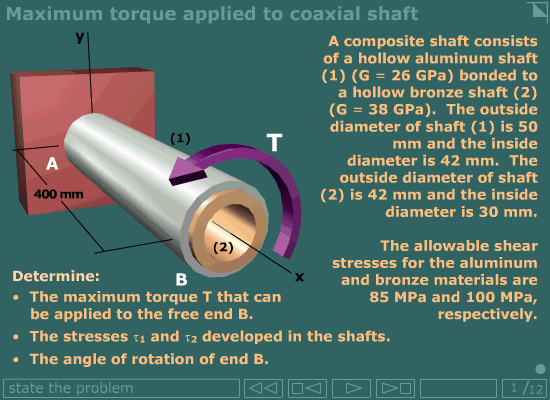 Maximum torque applied to coaxial shaft
y
A composite shaft consists
of a hollow aluminum shaft
(1) (G = 26 GPa) bonded to
a hollow bronze shaft (2)
(G = 38 GPa).  The outside
diameter of shaft (1) is 50
mm and the inside
diameter is 42 mm.  The
outside diameter of shaft
(2) is 42 mm and the inside
diameter is 30 mm.
The allowable shear
stresses for the aluminum
and bronze materials are
85 MPa and 100 MPa,
respectively.
(1)
T
A
400 mm
(2)
B
x
Determine:
• The maximum torque T that can
be applied to the free end B.
• The stresses τ1 and τ2 developed in the shafts.
• The angle of rotation of end B.
state the problem
1 / 12